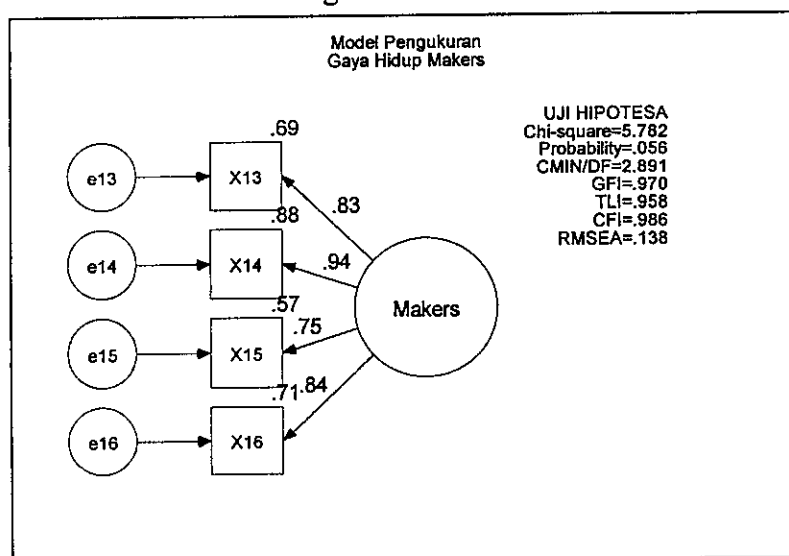 Model Pengukuran
Gaya Hidup Makers
UJI HIPOTESA
Chi-square=5.782
Probability=.056
CMIN/DF=2.891
GFI=.970
TLI=.958
CFI=.986
RMSEA=.138
.69
e13
X13
.83
.88
e14
X14
.94
Makers
.57
.75
e15
X15
.71
.84
e16
X16